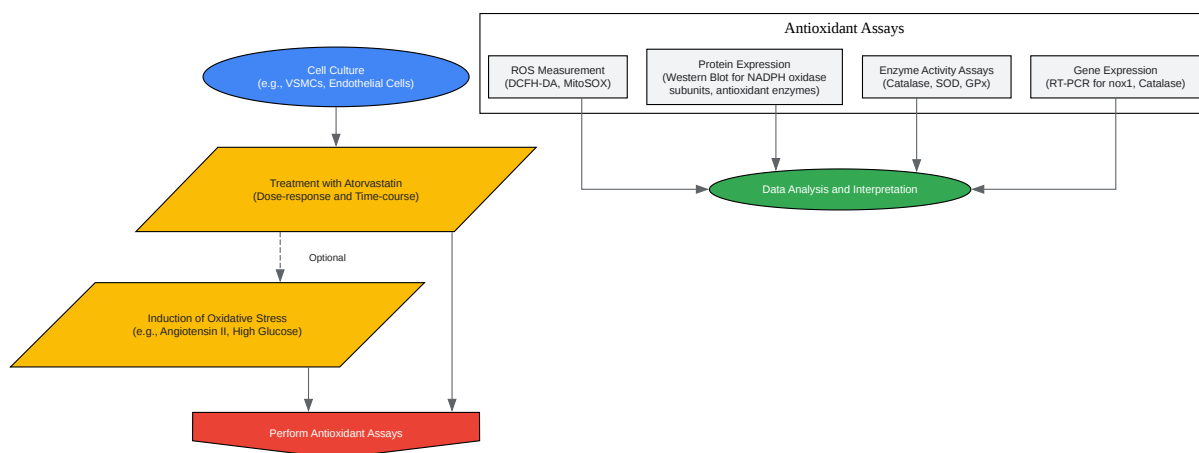 Antioxidant Assays
Cell Culture
(e.g., VSMCs, Endothelial Cells)
ROS Measurement
(DCFH-DA, MitoSOX)
Protein Expression
(Western Blot for NADPH oxidase
subunits, antioxidant enzymes)
Enzyme Activity Assays
(Catalase, SOD, GPx)
Gene Expression
(RT-PCR for nox1, Catalase)
Treatment with Atorvastatin
(Dose-response and Time-course)
Data Analysis and Interpretation
Optional
Induction of Oxidative Stress
(e.g., Angiotensin II, High Glucose)
Perform Antioxidant Assays